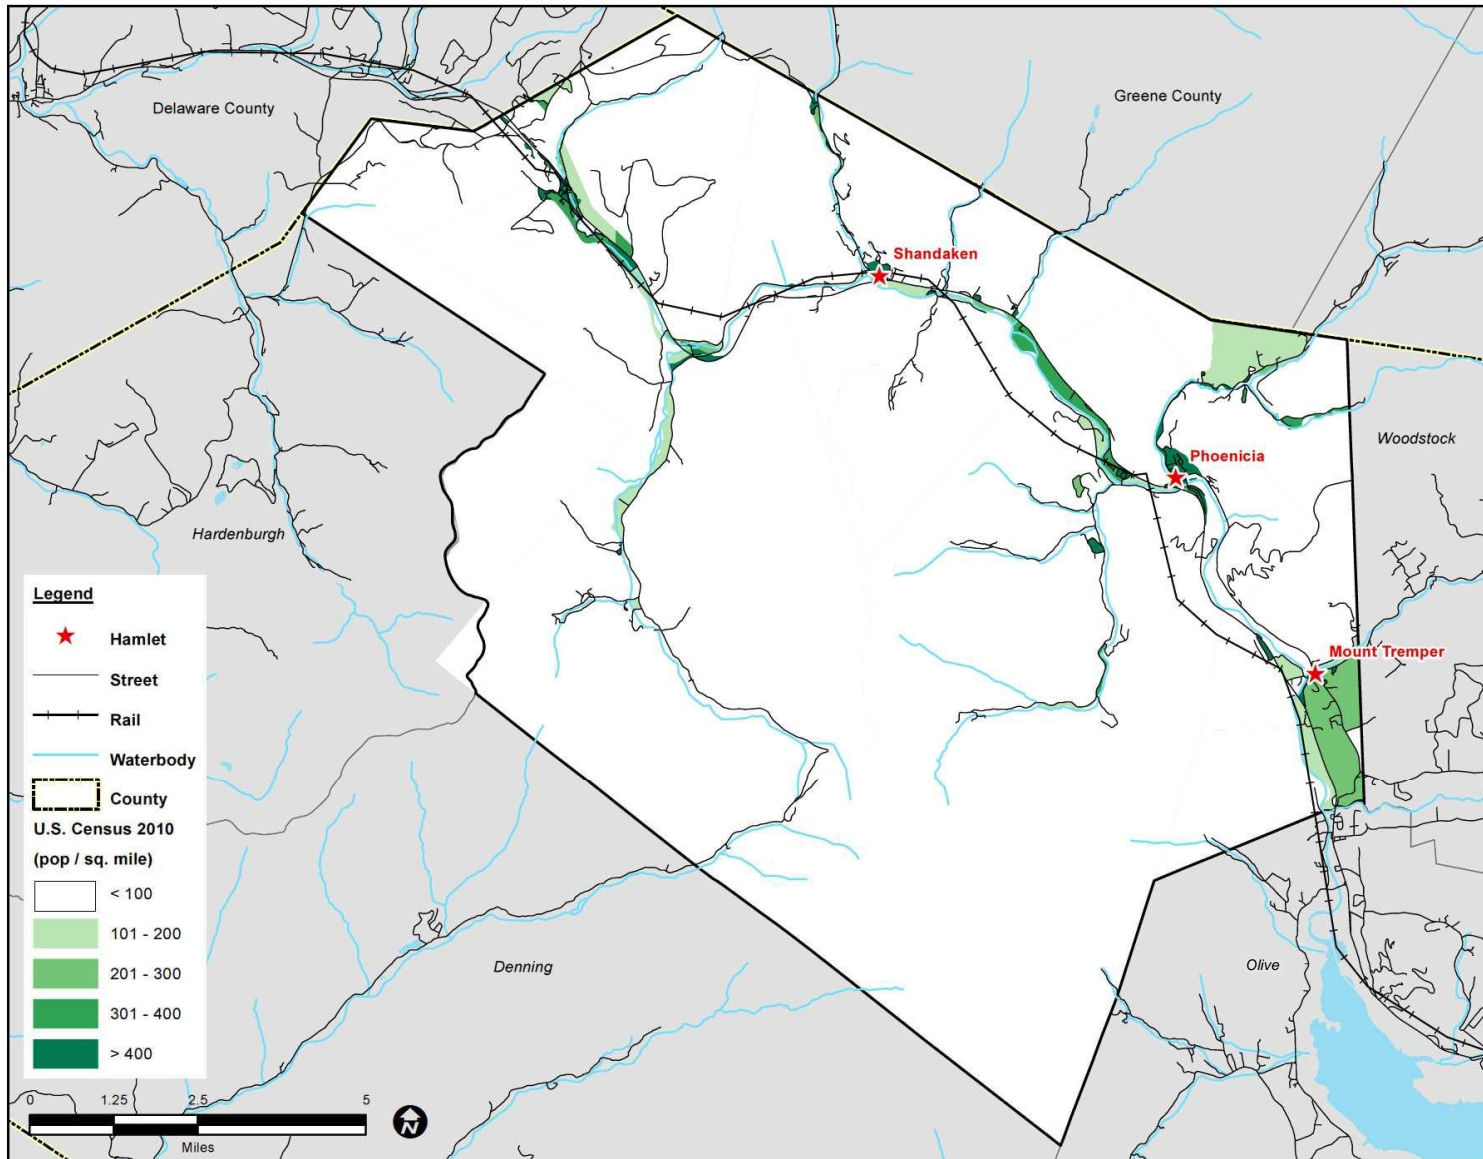 Delaware County
Greene County
Shandaken
Woodstock
Phoenicia
Hardenburgh
Mount Tremper
Denning
Olive
Legend
Hamlet
Street
Rail
Waterbody
County
U.S. Census 2010
(pop / sq. mile)
< 100
101 - 200
201 - 300
301 - 400
> 400
0 1.25 2.5 5
Miles
N